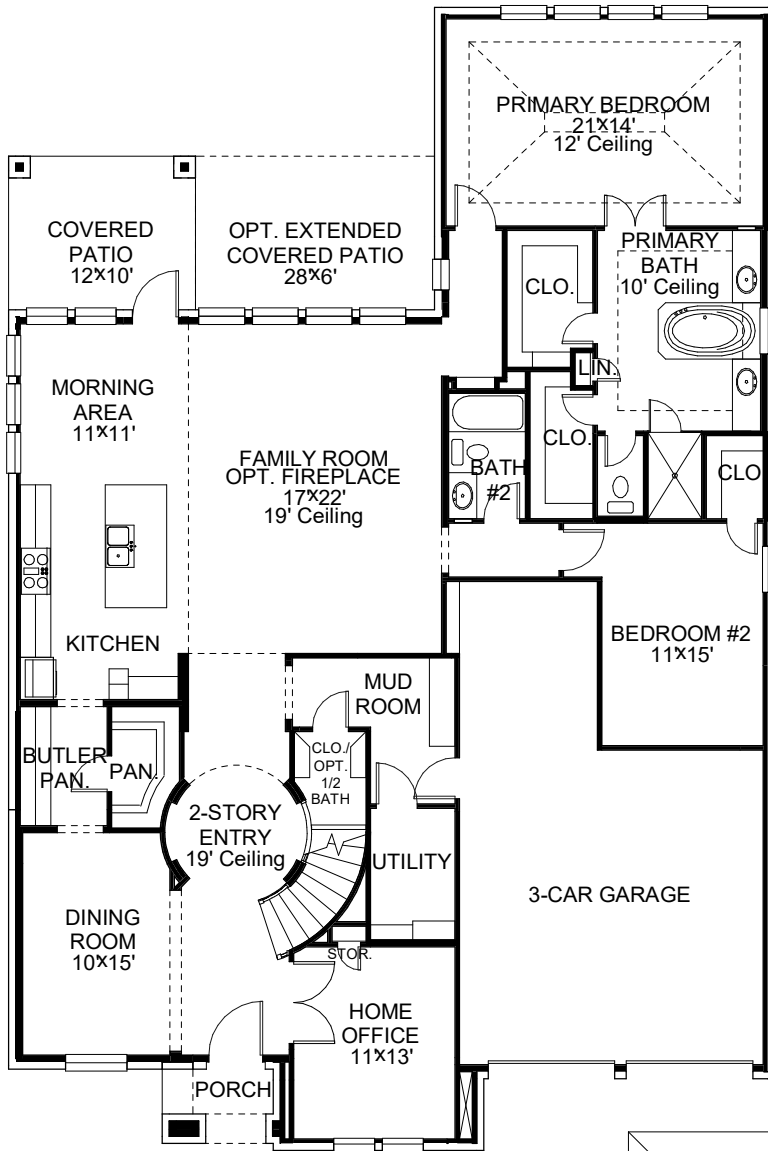 PRIMARY BEDROOM
21'X14'
12' Ceiling
COVERED
PATIO
12'X10'
OPT. EXTENDED
COVERED PATIO
28'X6'
PRIMARY
BATH
10' Ceiling
CLO.
LIN.
MORNING
AREA
11'X11'
CLO.
FAMILY ROOM
OPT. FIREPLACE
17'X22'
19' Ceiling
BATH
#2
CLO.
KITCHEN
BEDROOM #2
11'X15'
MUD
ROOM
BUTLER
PAN.
PAN.
CLO./
OPT.
1/2
BATH
2-STORY
ENTRY
19' Ceiling
UTILITY
3-CAR GARAGE
DINING
ROOM
10'X15'
STOR.
HOME
OFFICE
11'X13'
PORCH